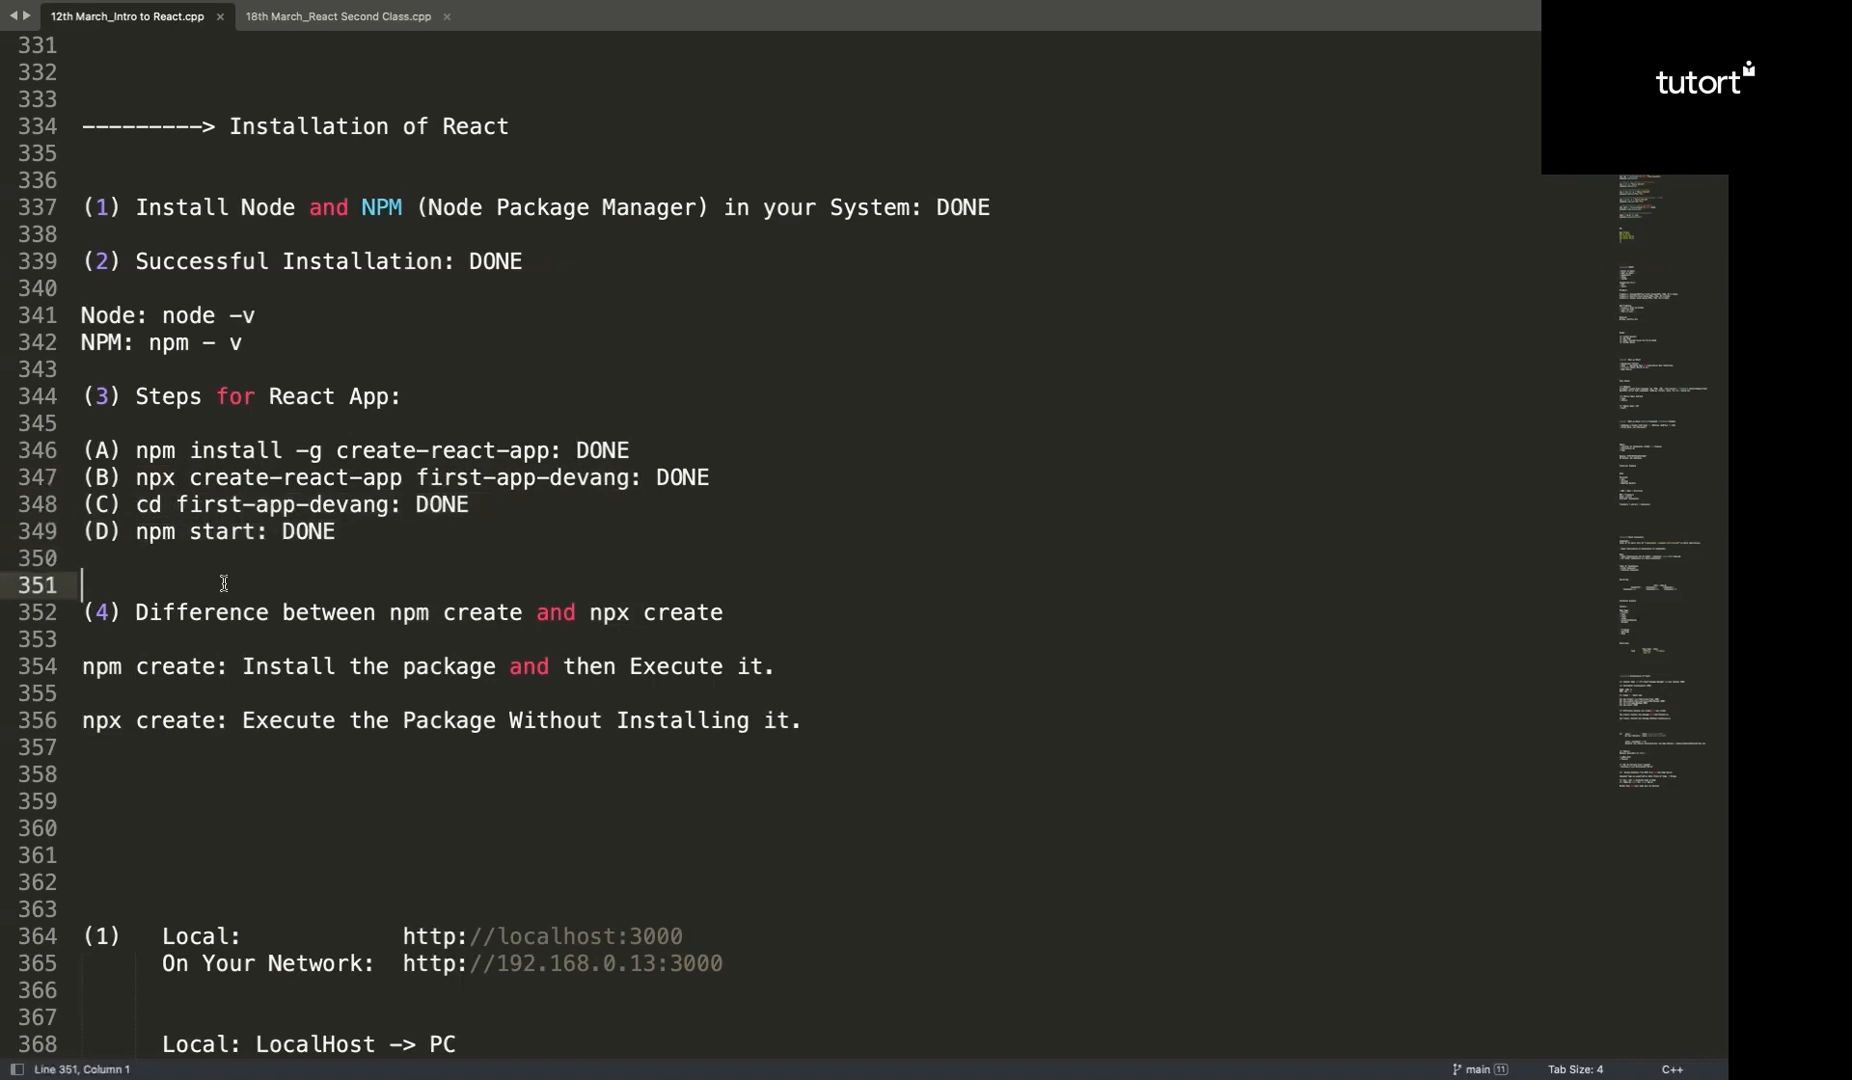 12th March_Intro to React.cpp ×
18th March_React Second Class.cpp ×
tutort
331
332
333
334 ---------> Installation of React
335
336
337 (1) Install Node and NPM (Node Package Manager) in your System: DONE
338
339 (2) Successful Installation: DONE
340
341 Node: node -v
342 NPM: npm - v
343
344 (3) Steps for React App:
345
346 (A) npm install -g create-react-app: DONE
347 (B) npx create-react-app first-app-devang: DONE
348 (C) cd first-app-devang: DONE
349 (D) npm start: DONE
350
351
352 (4) Difference between npm create and npx create
353
354 npm create: Install the package and then Execute it.
355
356 npx create: Execute the Package Without Installing it.
357
358
359
360
361
362
363
364 (1) Local: http://localhost:3000
365 On Your Network: http://192.168.0.13:3000
366
367
368 Local: LocalHost -> PC
Line 351, Column 1
main 11
Tab Size: 4
C++